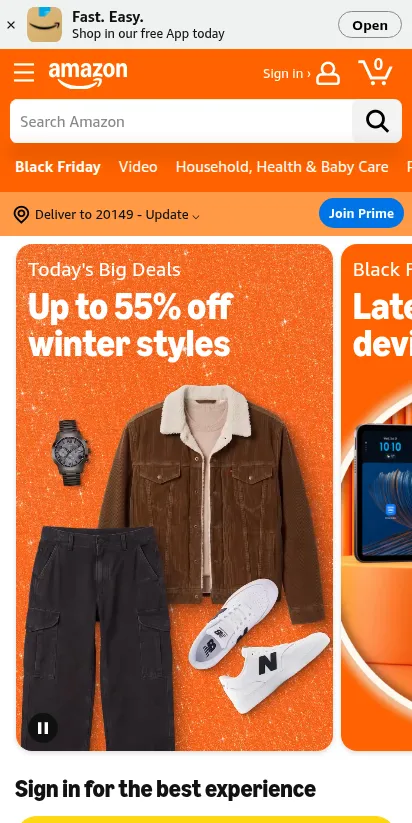 Fast. Easy.
Shop in our free App today
Open
amazon
Sign in ›
0
Search Amazon
Black Friday
Video
Household, Health & Baby Care
Deliver to 20149 - Update
Join Prime
Today's Big Deals
Up to 55% off
winter styles
Black F
Late
devi
10:10
N
Sign in for the best experience